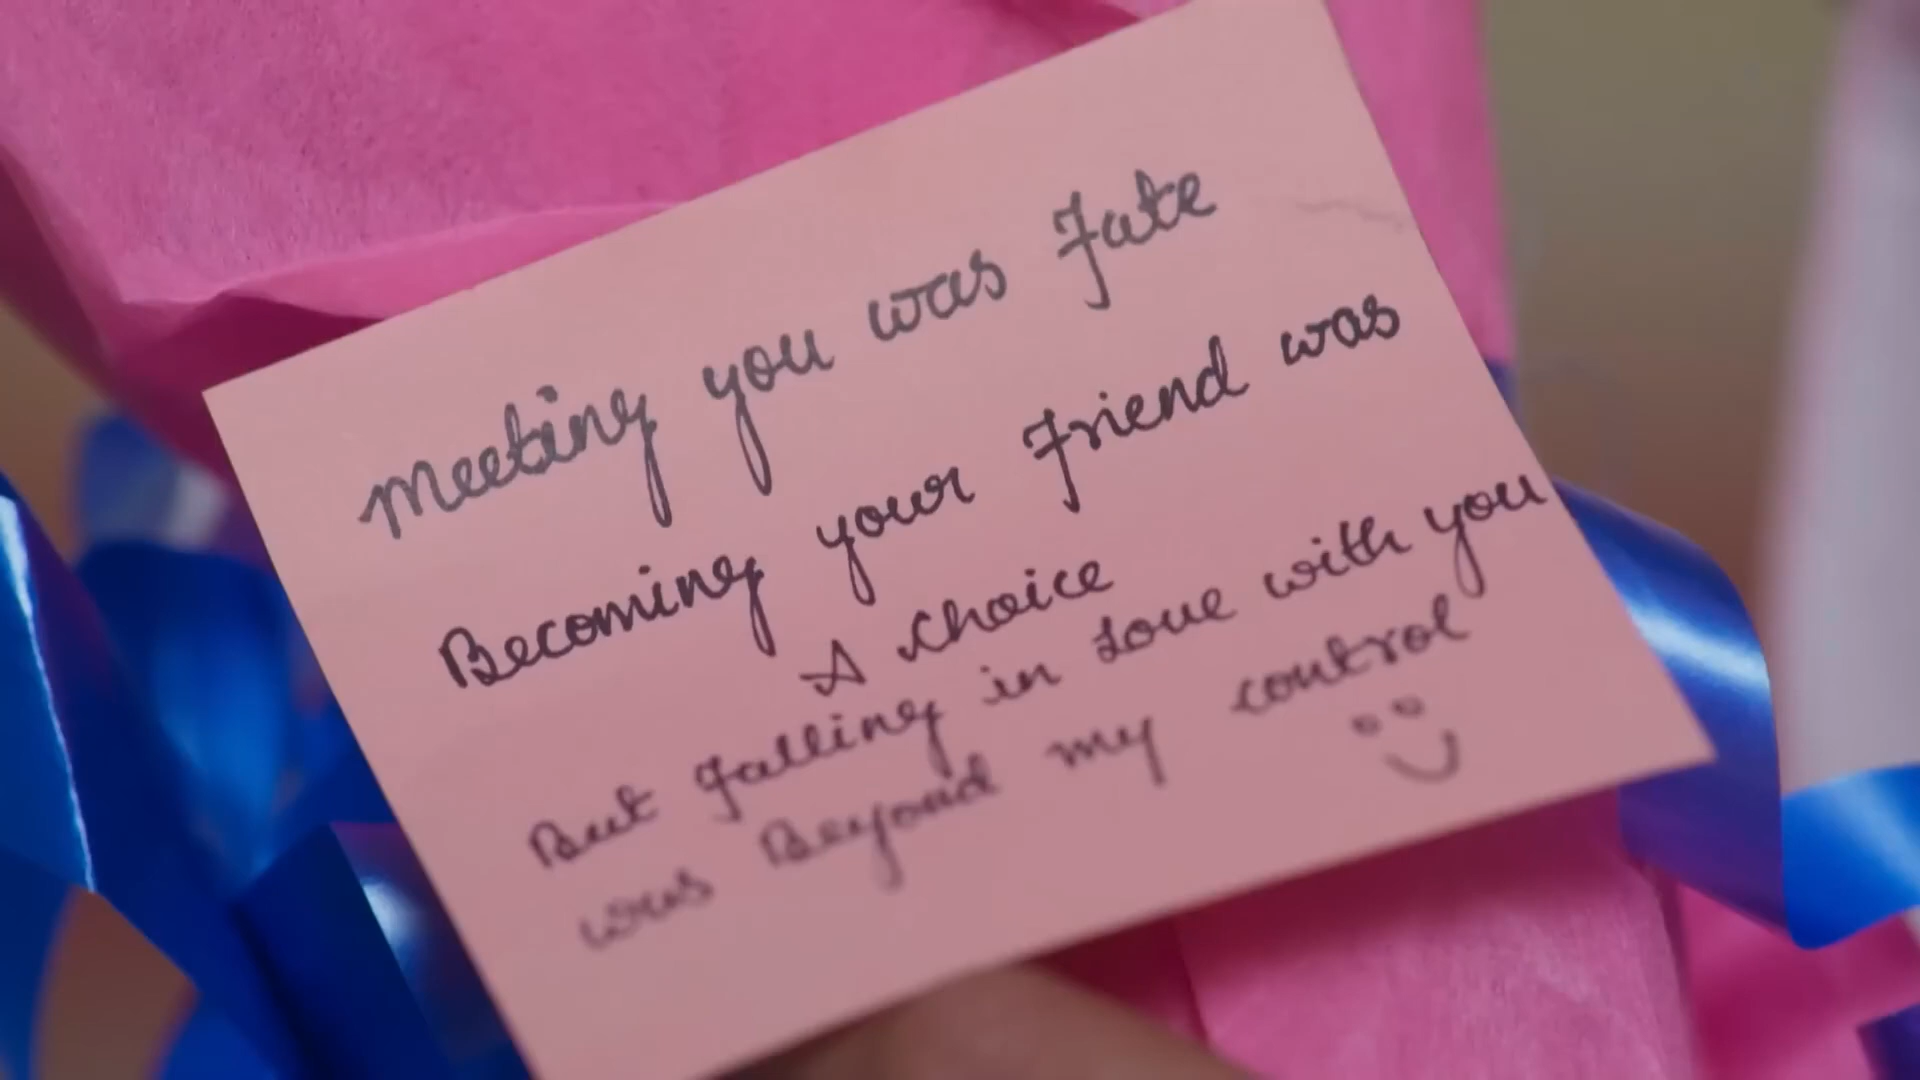 Meeting you was Fate
Becoming your Friend was
A choice
But falling in Love with you
was Beyond my control